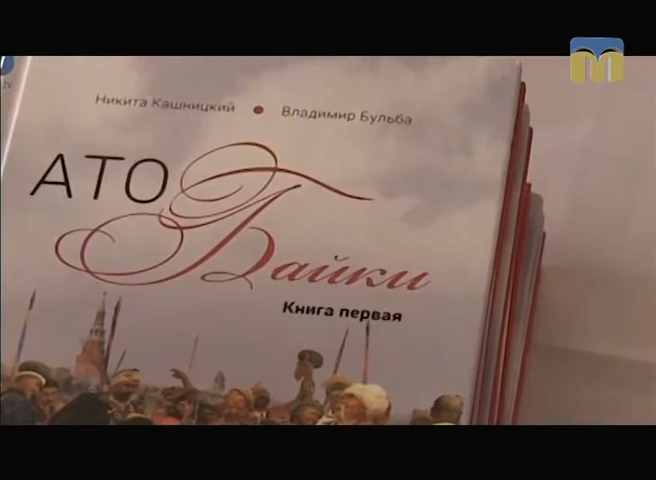 Никита Кашницкий • Владимир Бульба
АТО
Байки
Книга первая